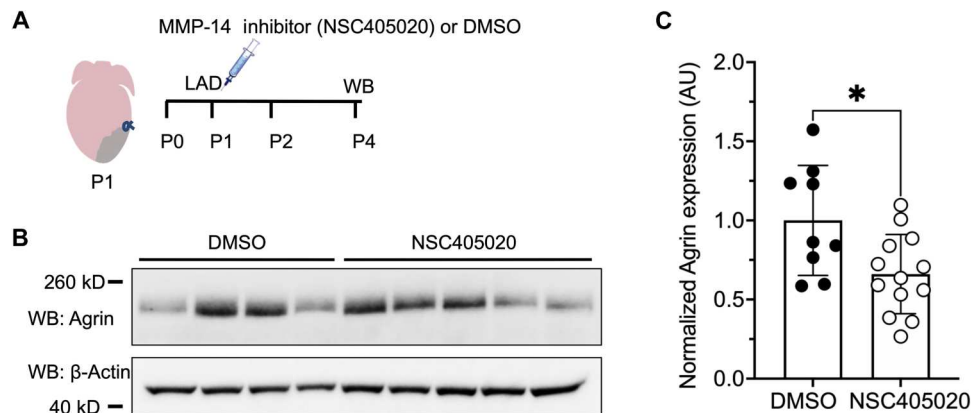 A
MMP-14 inhibitor (NSC405020) or DMSO
LAD
WB
P0 P1 P2 P4
P1
B
DMSO NSC405020
260 kD
WB: Agrin
WB: β-Actin
40 kD
C
Normalized Agrin expression (AU)
2.0
1.5
1.0
0.5
0.0
*
DMSO NSC405020